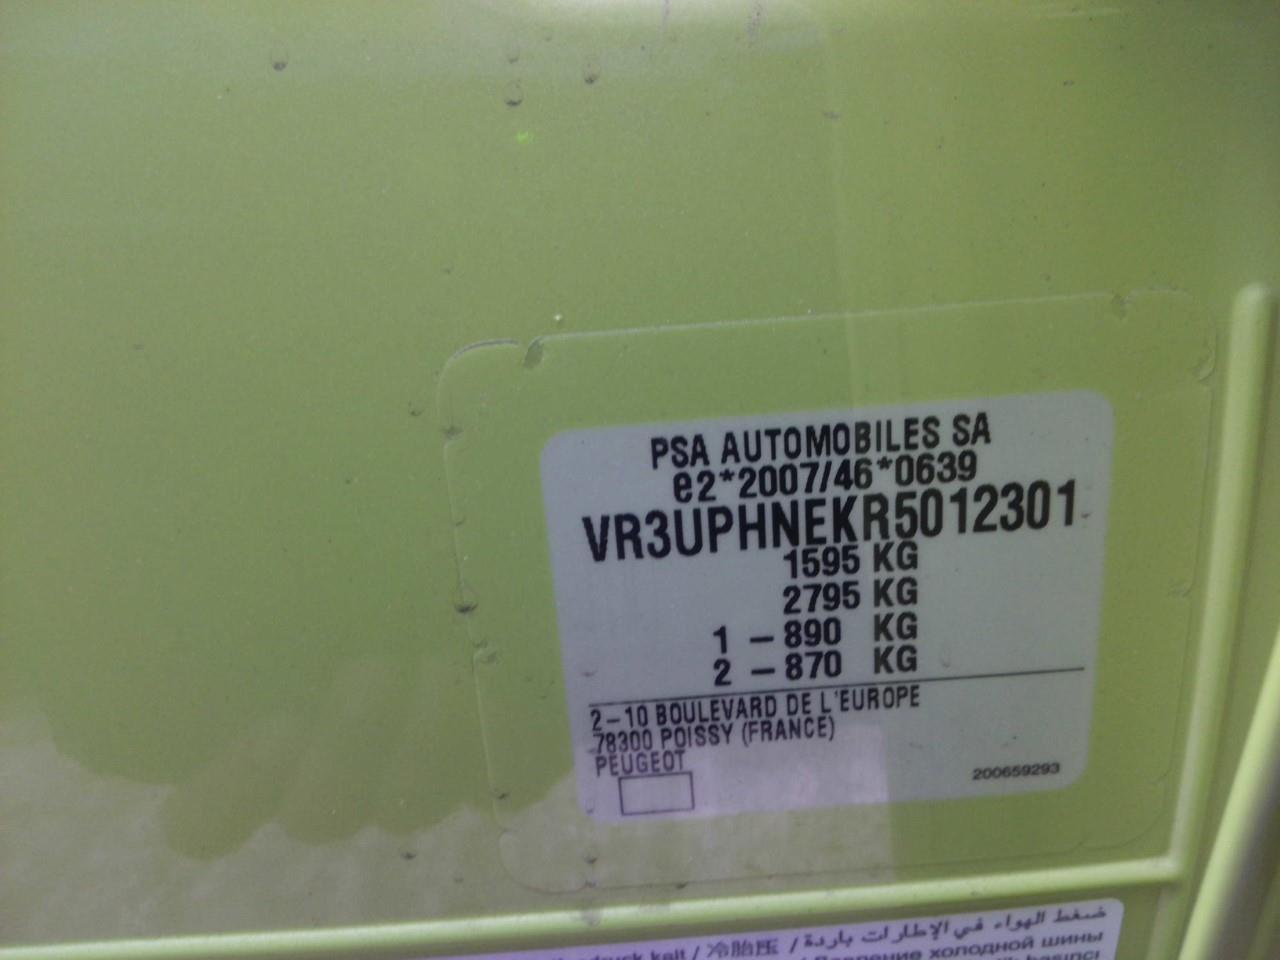 PSA AUTOMOBILES SA
e2*2007/46*0639
VR3UPHNEKR5012301
1595 KG
2795 KG
1 - 890 KG
2 - 870 KG
2-10 BOULEVARD DE L'EUROPE
78300 POISSY (FRANCE)
PEUGEOT
200659293
ضغط الهواء في الإطارات باردة / 冷胎压 / kalt
холодной шины
basıncı